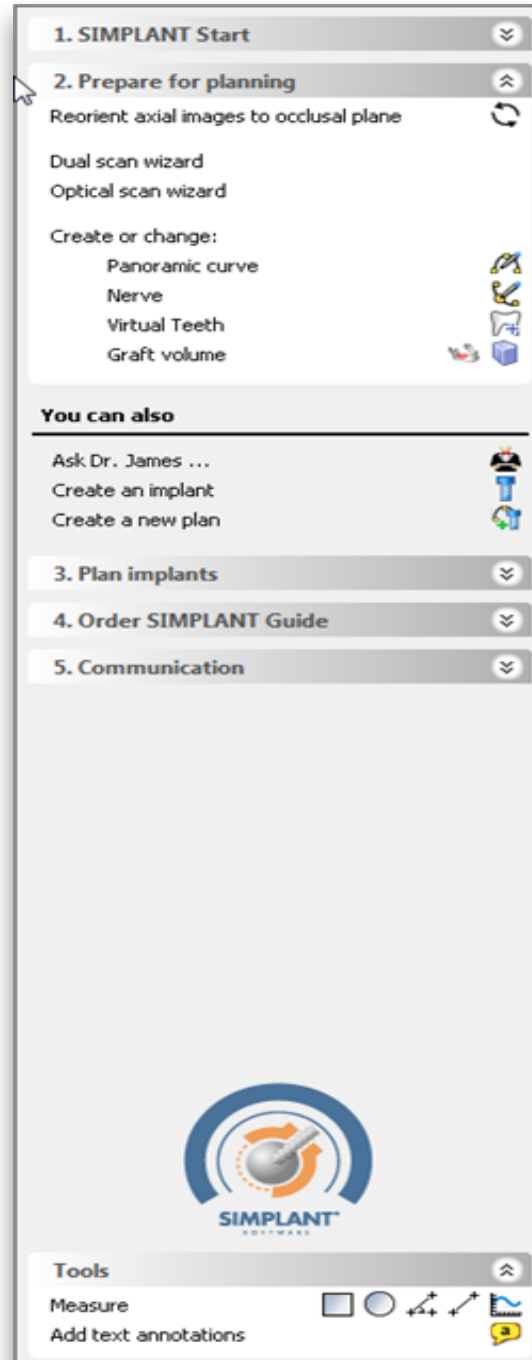 1. SIMPLANT Start
2. Prepare for planning
Reorient axial images to occlusal plane
Dual scan wizard
Optical scan wizard
Create or change:
Panoramic curve
Nerve
Virtual Teeth
Graft volume
You can also
Ask Dr. James ...
Create an implant
Create a new plan
3. Plan implants
4. Order SIMPLANT Guide
5. Communication
SIMPLANT®
SOFTWARE
Tools
Measure
Add text annotations
a